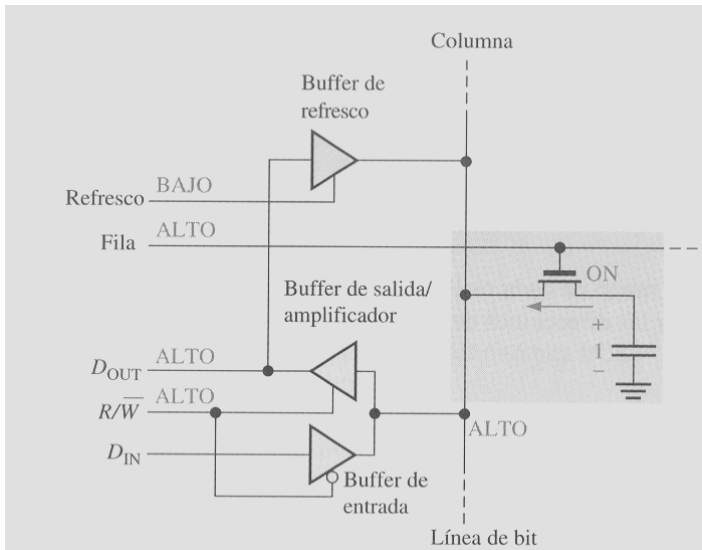 Columna
Buffer de
refresco
Refresco BAJO
Fila ALTO
ON
Buffer de salida/
amplificador
+
1
−
D_OUT ALTO
R/W̅ ALTO
ALTO
D_IN
Buffer de
entrada
Línea de bit